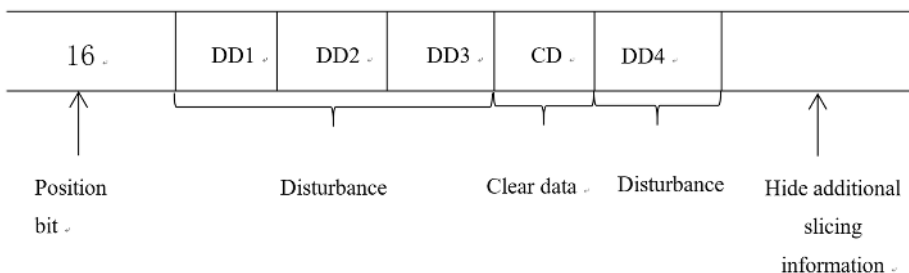 16 DD1 DD2 DD3 CD DD4
Position bit
Disturbance
Clear data
Disturbance
Hide additional
slicing
information